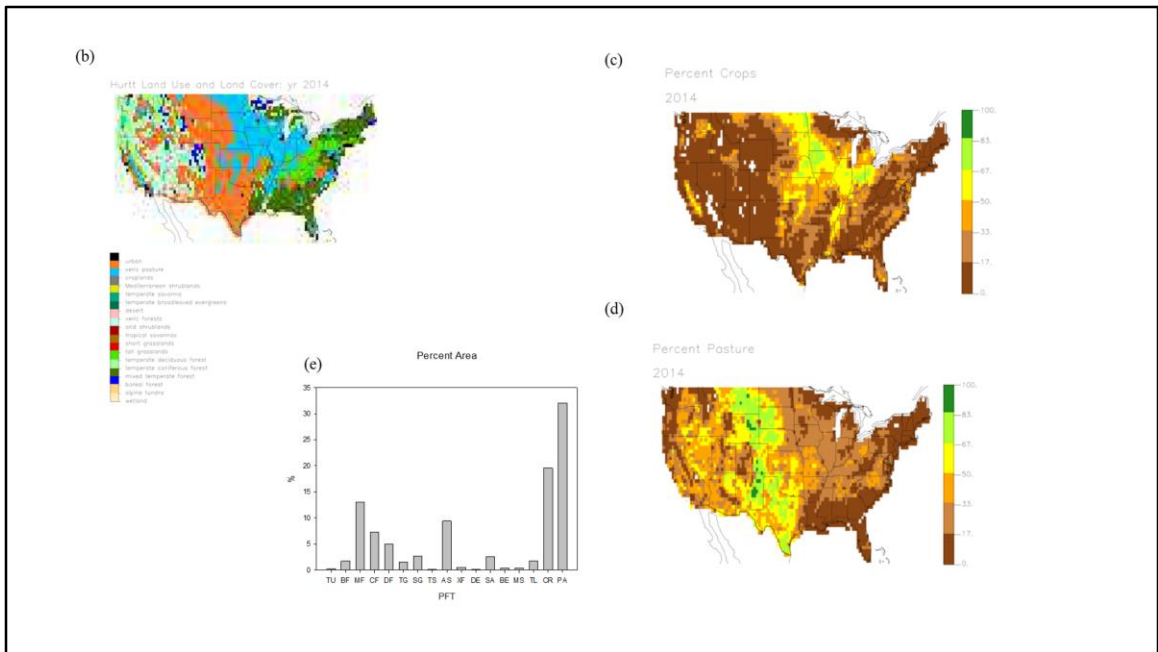 (b)
Hurtt Land Use and Land Cover: yr 2014
urban
xeric pasture
croplands
Mediterranean shrublands
temperate savanna
temperate broadleaved evergreens
desert
xeric forests
arid shrublands
tropical savannas
short grasslands
tall grasslands
temperate deciduous forest
temperate coniferous forest
mixed temperate forest
boreal forest
alpine tundra
wetland
(c)
Percent Crops
2014
100.
83.
67.
50.
33.
17.
0.
(d)
Percent Pasture
2014
100.
83.
67.
50.
33.
17.
0.
(e)
Percent Area
%
35
30
25
20
15
10
5
0
TU BF MF CF DF TG SG TS AS XF DE SA BE MS TL CR PA
PFT